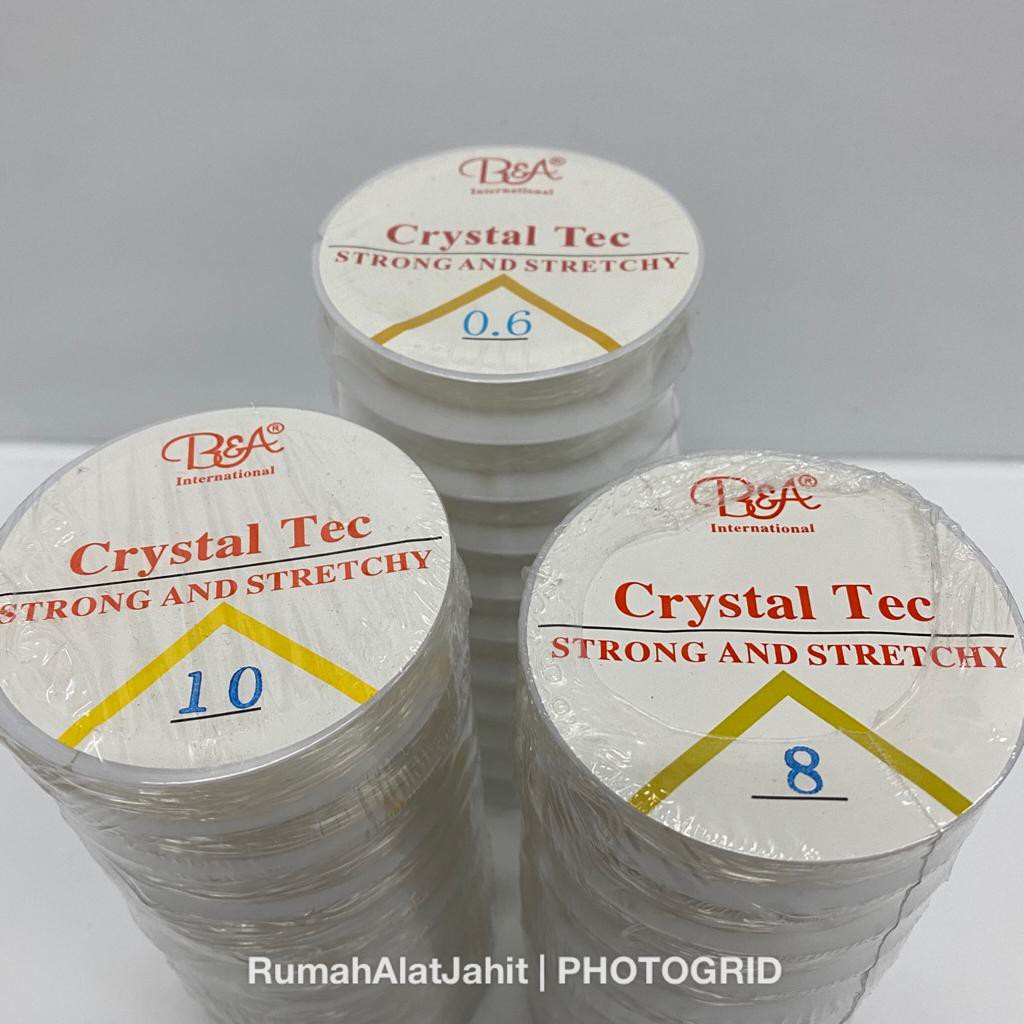 B&A®
International
Crystal Tec
STRONG AND STRETCHY
0.6
B&A®
International
Crystal Tec
STRONG AND STRETCHY
10
B&A®
International
Crystal Tec
STRONG AND STRETCHY
8
RumahAlatJahit | PHOTOGRID